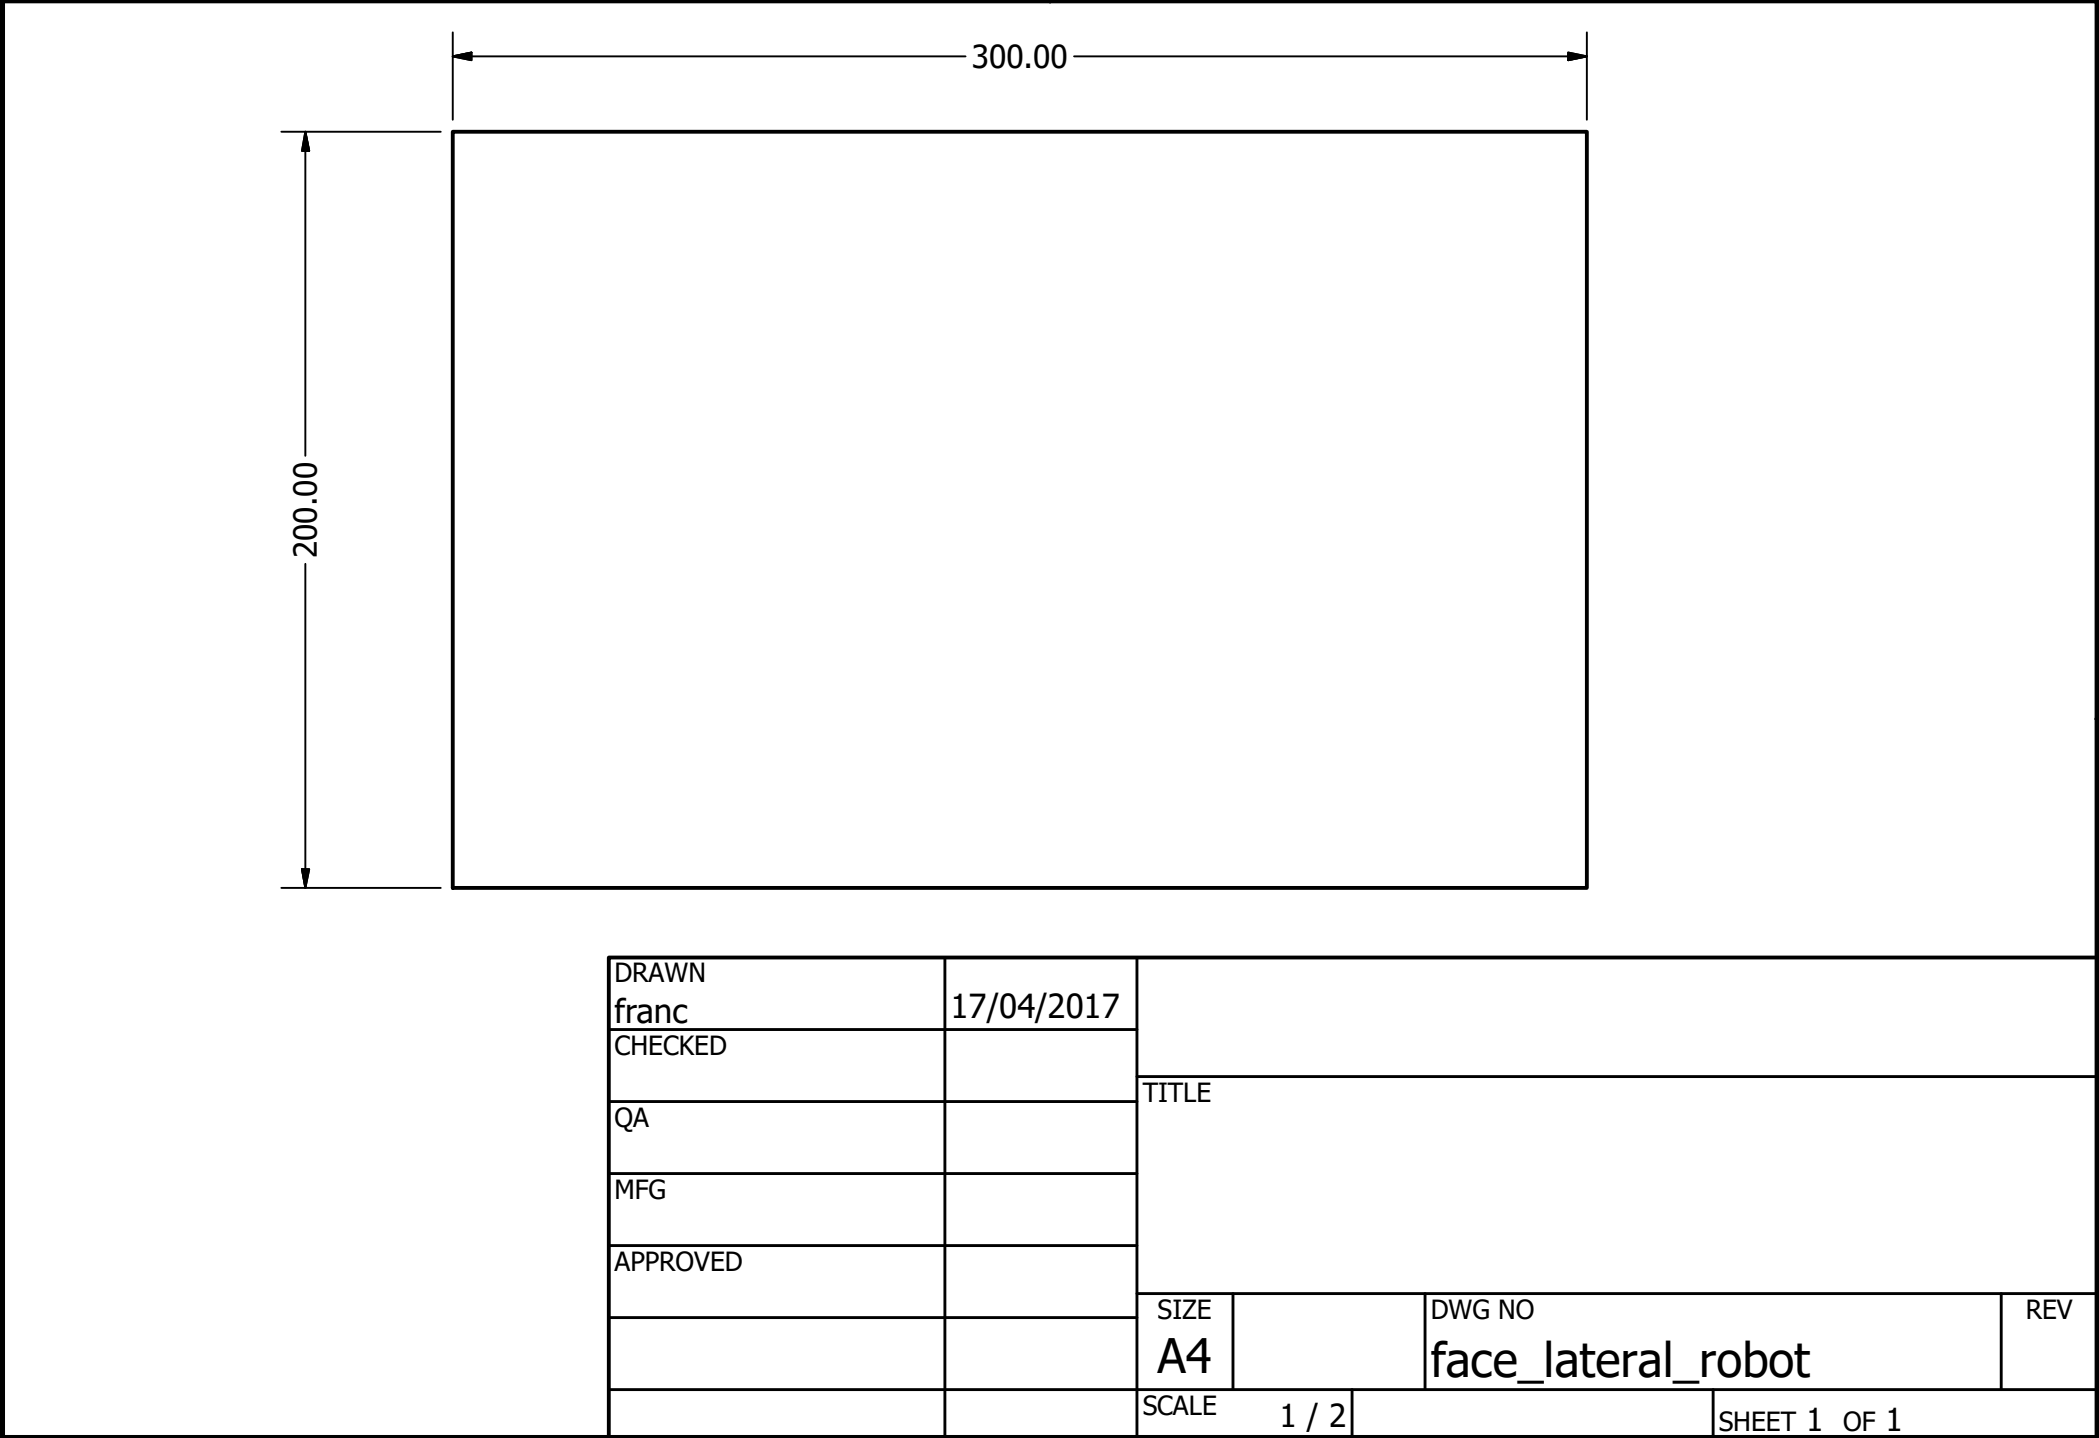 300.00
200.00
DRAWN
franc
17/04/2017
CHECKED
QA
MFG
APPROVED
TITLE
SIZE
A4
DWG NO
face_lateral_robot
REV
SCALE
1 / 2
SHEET 1 OF 1